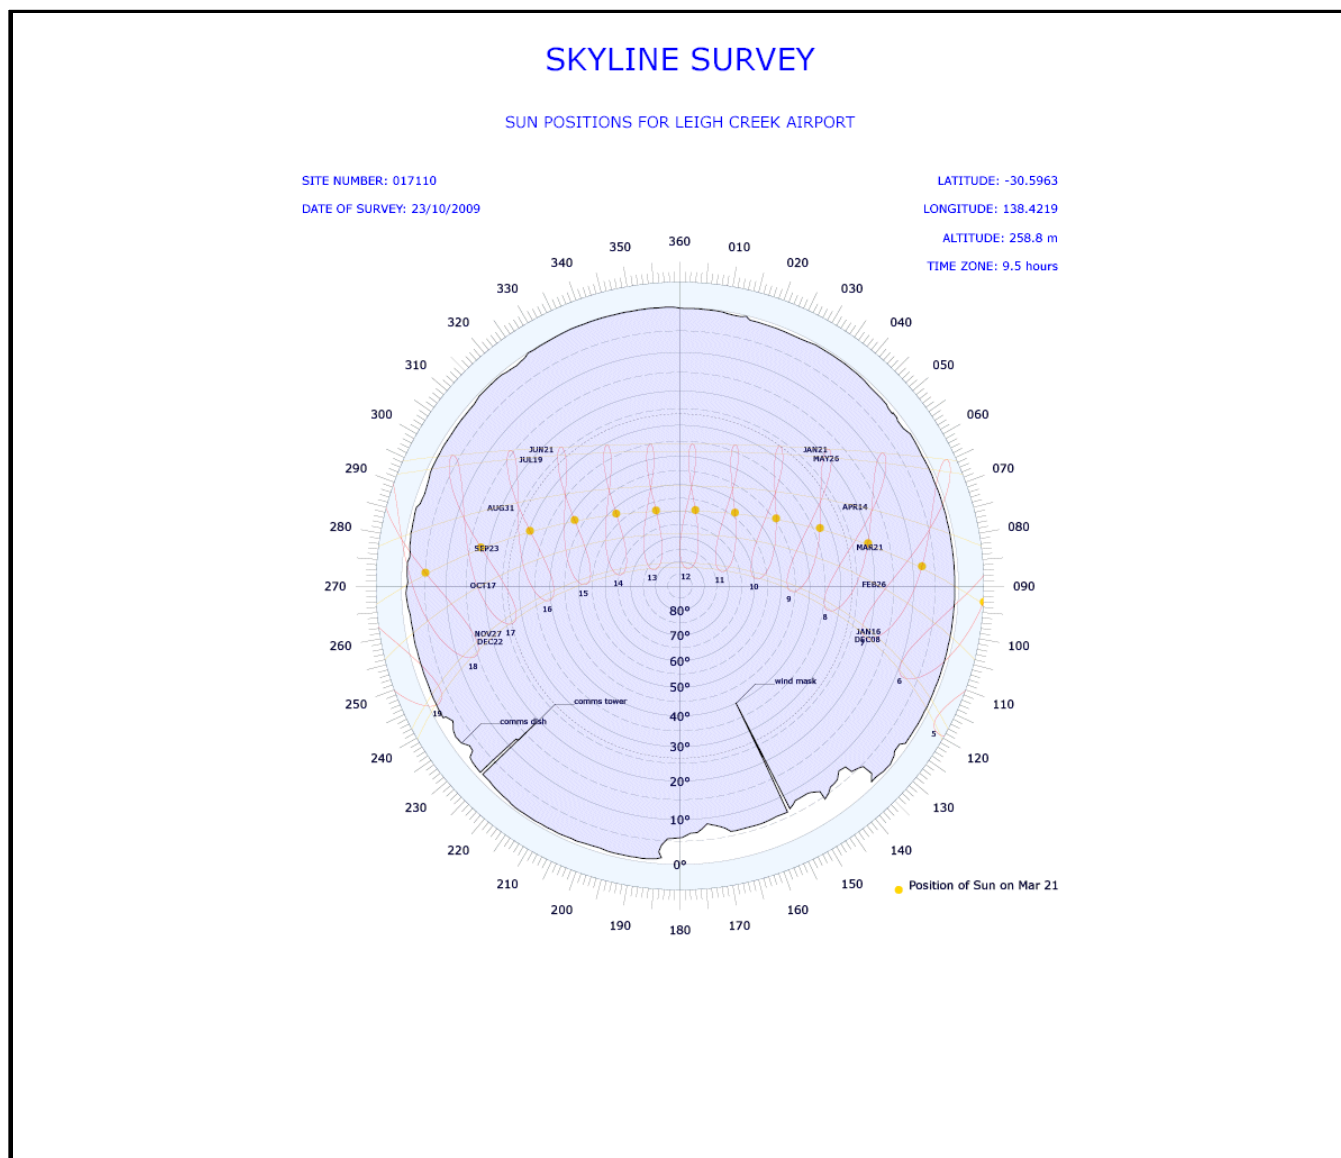 SKYLINE SURVEY
SUN POSITIONS FOR LEIGH CREEK AIRPORT
SITE NUMBER: 017110
LATITUDE: -30.5963
DATE OF SURVEY: 23/10/2009
LONGITUDE: 138.4219
ALTITUDE: 258.8 m
TIME ZONE: 9.5 hours
360
350
010
340
020
330
030
320
040
310
050
300
060
290
070
280
080
270
090
260
100
250
110
240
120
230
130
220
140
210
150
200
160
190
170
180
JUN21
JAN21
JUL19
MAY26
AUG31
APR14
SEP23
MAR21
OCT17
FEB26
NOV27
JAN16
DEC22
DEC08
19
18
17
16
15
14
13
12
11
10
9
8
7
6
5
80°
70°
60°
50°
40°
30°
20°
10°
0°
wind mask
comms tower
comms dish
Position of Sun on Mar 21